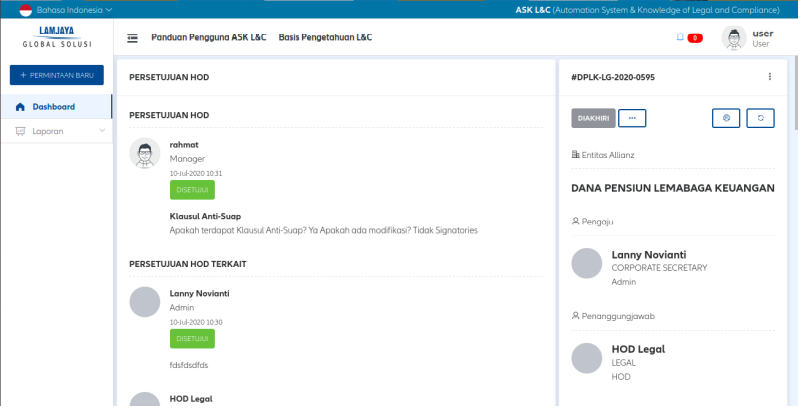 Bahasa Indonesia
ASK L&C (Automation System & Knowledge of Legal and Compliance)
LAMJAYA
GLOBAL SOLUSI
Panduan Pengguna ASK L&C Basis Pengetahuan L&C
0
user
User
+ PERMINTAAN BARU
Dashboard
Laporan
PERSETUJUAN HOD
PERSETUJUAN HOD
rahmat
Manager
10-Jul-2020 10:31
DISETUJUI
Klausul Anti-Suap
Apakah terdapat Klausul Anti-Suap? Ya Apakah ada modifikasi? Tidak Signatories
PERSETUJUAN HOD TERKAIT
Lanny Novianti
Admin
10-Jul-2020 10:30
DISETUJUI
fdsfdsdfds
HOD Legal
#DPLK-LG-2020-0595
DIAKHIRI
Entitas Allianz
DANA PENSIUN LEMABAGA KEUANGAN
Pengaju
Lanny Novianti
CORPORATE SECRETARY
Admin
Penanggungjawab
HOD Legal
LEGAL
HOD